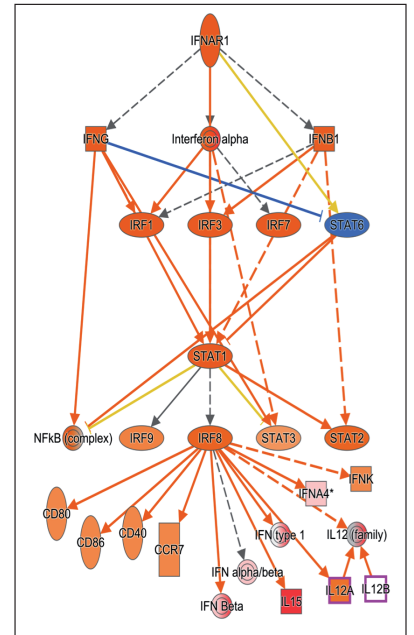 IFNAR1
IFNG
Interferon alpha
IFNB1
IRF1
IRF3
IRF7
STAT6
STAT1
NFkB (complex)
IRF9
IRF8
STAT3
STAT2
IFNK
IFNA4*
CD80
CD86
CD40
CCR7
IFN type 1
IL12 (family)
IFN alpha/beta
IFN Beta
IL15
IL12A
IL12B